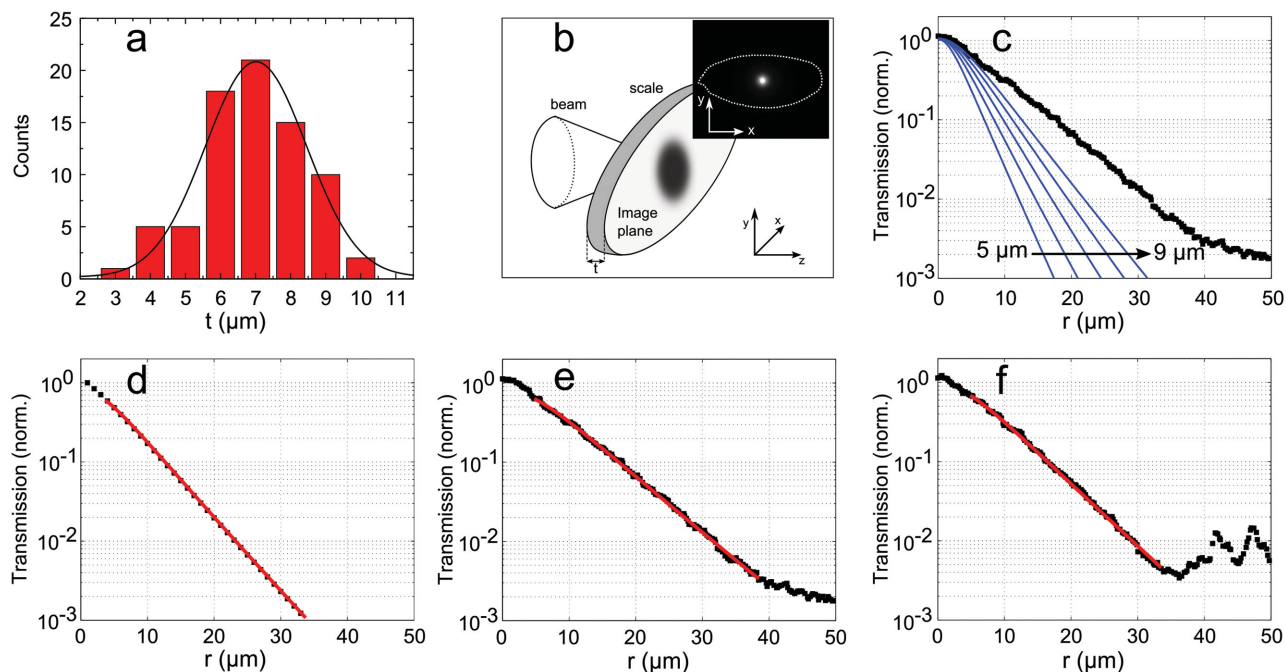 a
25
20
15
10
5
0
Counts
2 3 4 5 6 7 8 9 10 11
t (µm)
b
scale
beam
Image
plane
t
y
x
y
x
z
c
Transmission (norm.)
10^0
10^-1
10^-2
10^-3
5 µm
9 µm
0 10 20 30 40 50
r (µm)
d
Transmission (norm.)
10^0
10^-1
10^-2
10^-3
0 10 20 30 40 50
r (µm)
e
Transmission (norm.)
10^0
10^-1
10^-2
10^-3
0 10 20 30 40 50
r (µm)
f
Transmission (norm.)
10^0
10^-1
10^-2
10^-3
0 10 20 30 40 50
r (µm)